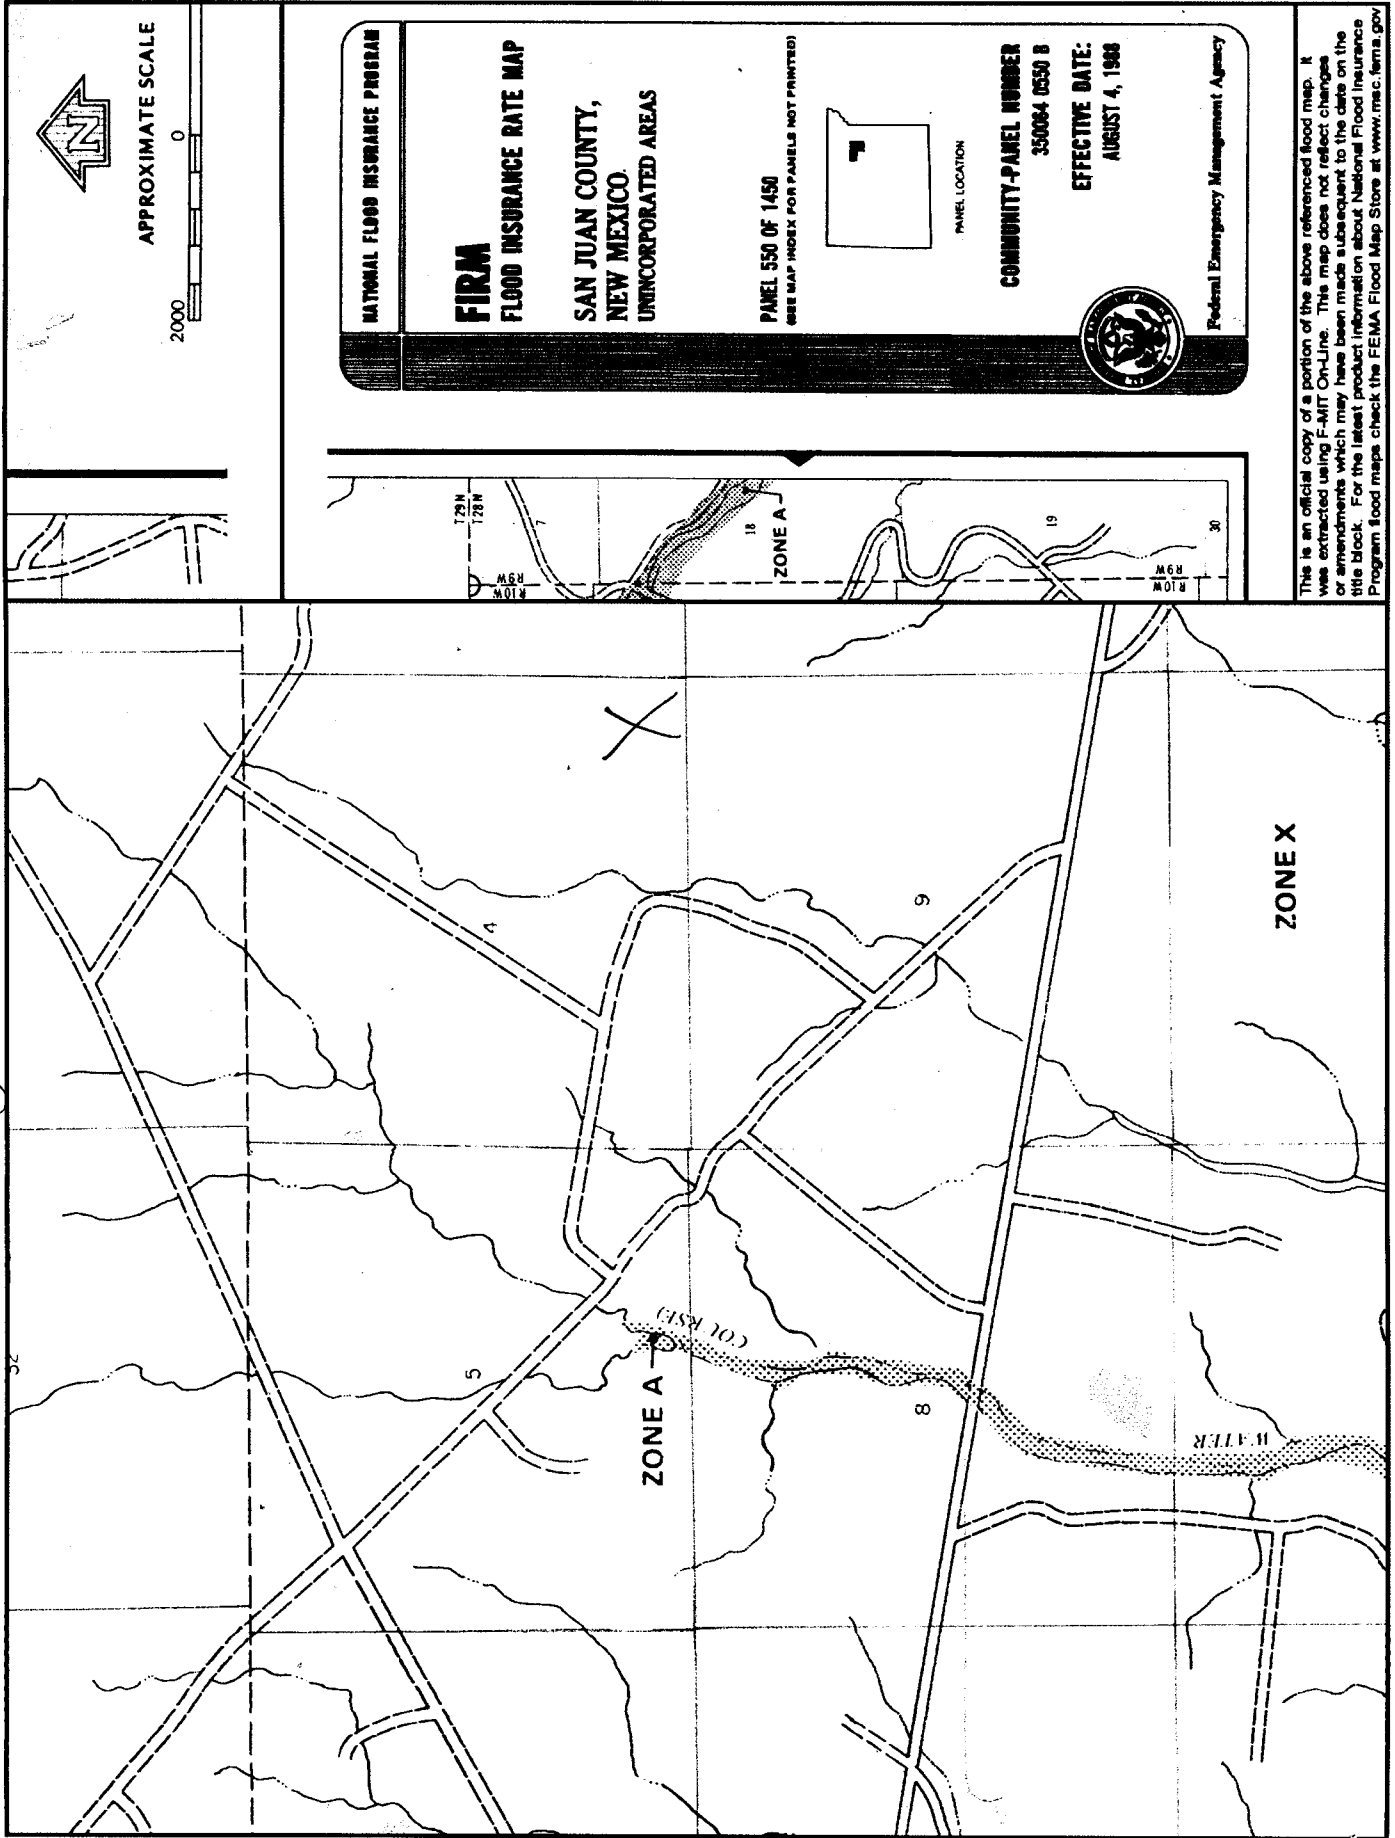 APPROXIMATE SCALE
2000 0
N
NATIONAL FLOOD INSURANCE PROGRAM
FIRM
FLOOD INSURANCE RATE MAP
SAN JUAN COUNTY,
NEW MEXICO
UNINCORPORATED AREAS
PANEL 550 OF 1450
(SEE MAP INDEX FOR PANELS NOT PRINTED)
PANEL LOCATION
COMMUNITY-PANEL NUMBER
350064 0550 B
EFFECTIVE DATE:
AUGUST 4, 1988
Federal Emergency Management Agency
This is an official copy of a portion of the above referenced flood map. It
was extracted using F-MIT On-Line. This map does not reflect changes
or amendments which may have been made subsequent to the date on the
title block. For the latest product information about National Flood Insurance
Program flood maps check the FEMA Flood Map Store at www.msc.fema.gov
T29N
T28N
R10W
R9W
7
18
ZONE A
19
R10W
R9W
30
32
4
5
9
8
ZONE A
COURSE)
WATER
ZONE X